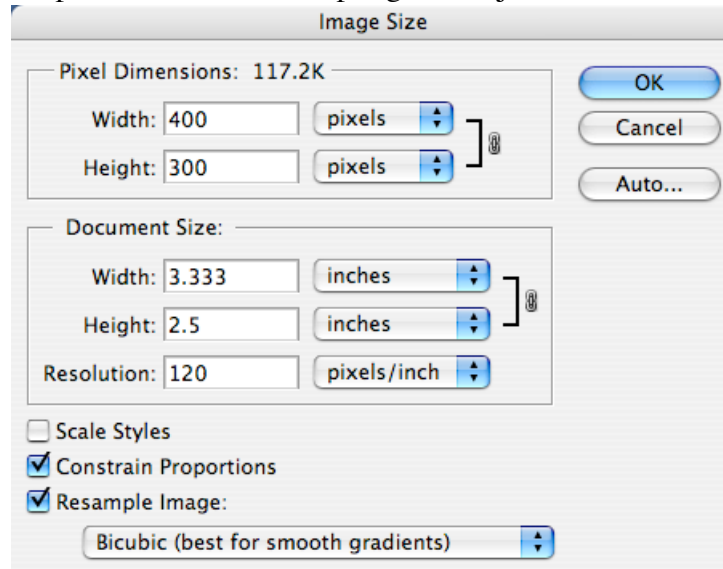 Image Size
Pixel Dimensions: 117.2K
Width: 400 pixels
Height: 300 pixels
OK
Cancel
Auto...
Document Size:
Width: 3.333 inches
Height: 2.5 inches
Resolution: 120 pixels/inch
Scale Styles
Constrain Proportions
Resample Image:
Bicubic (best for smooth gradients)